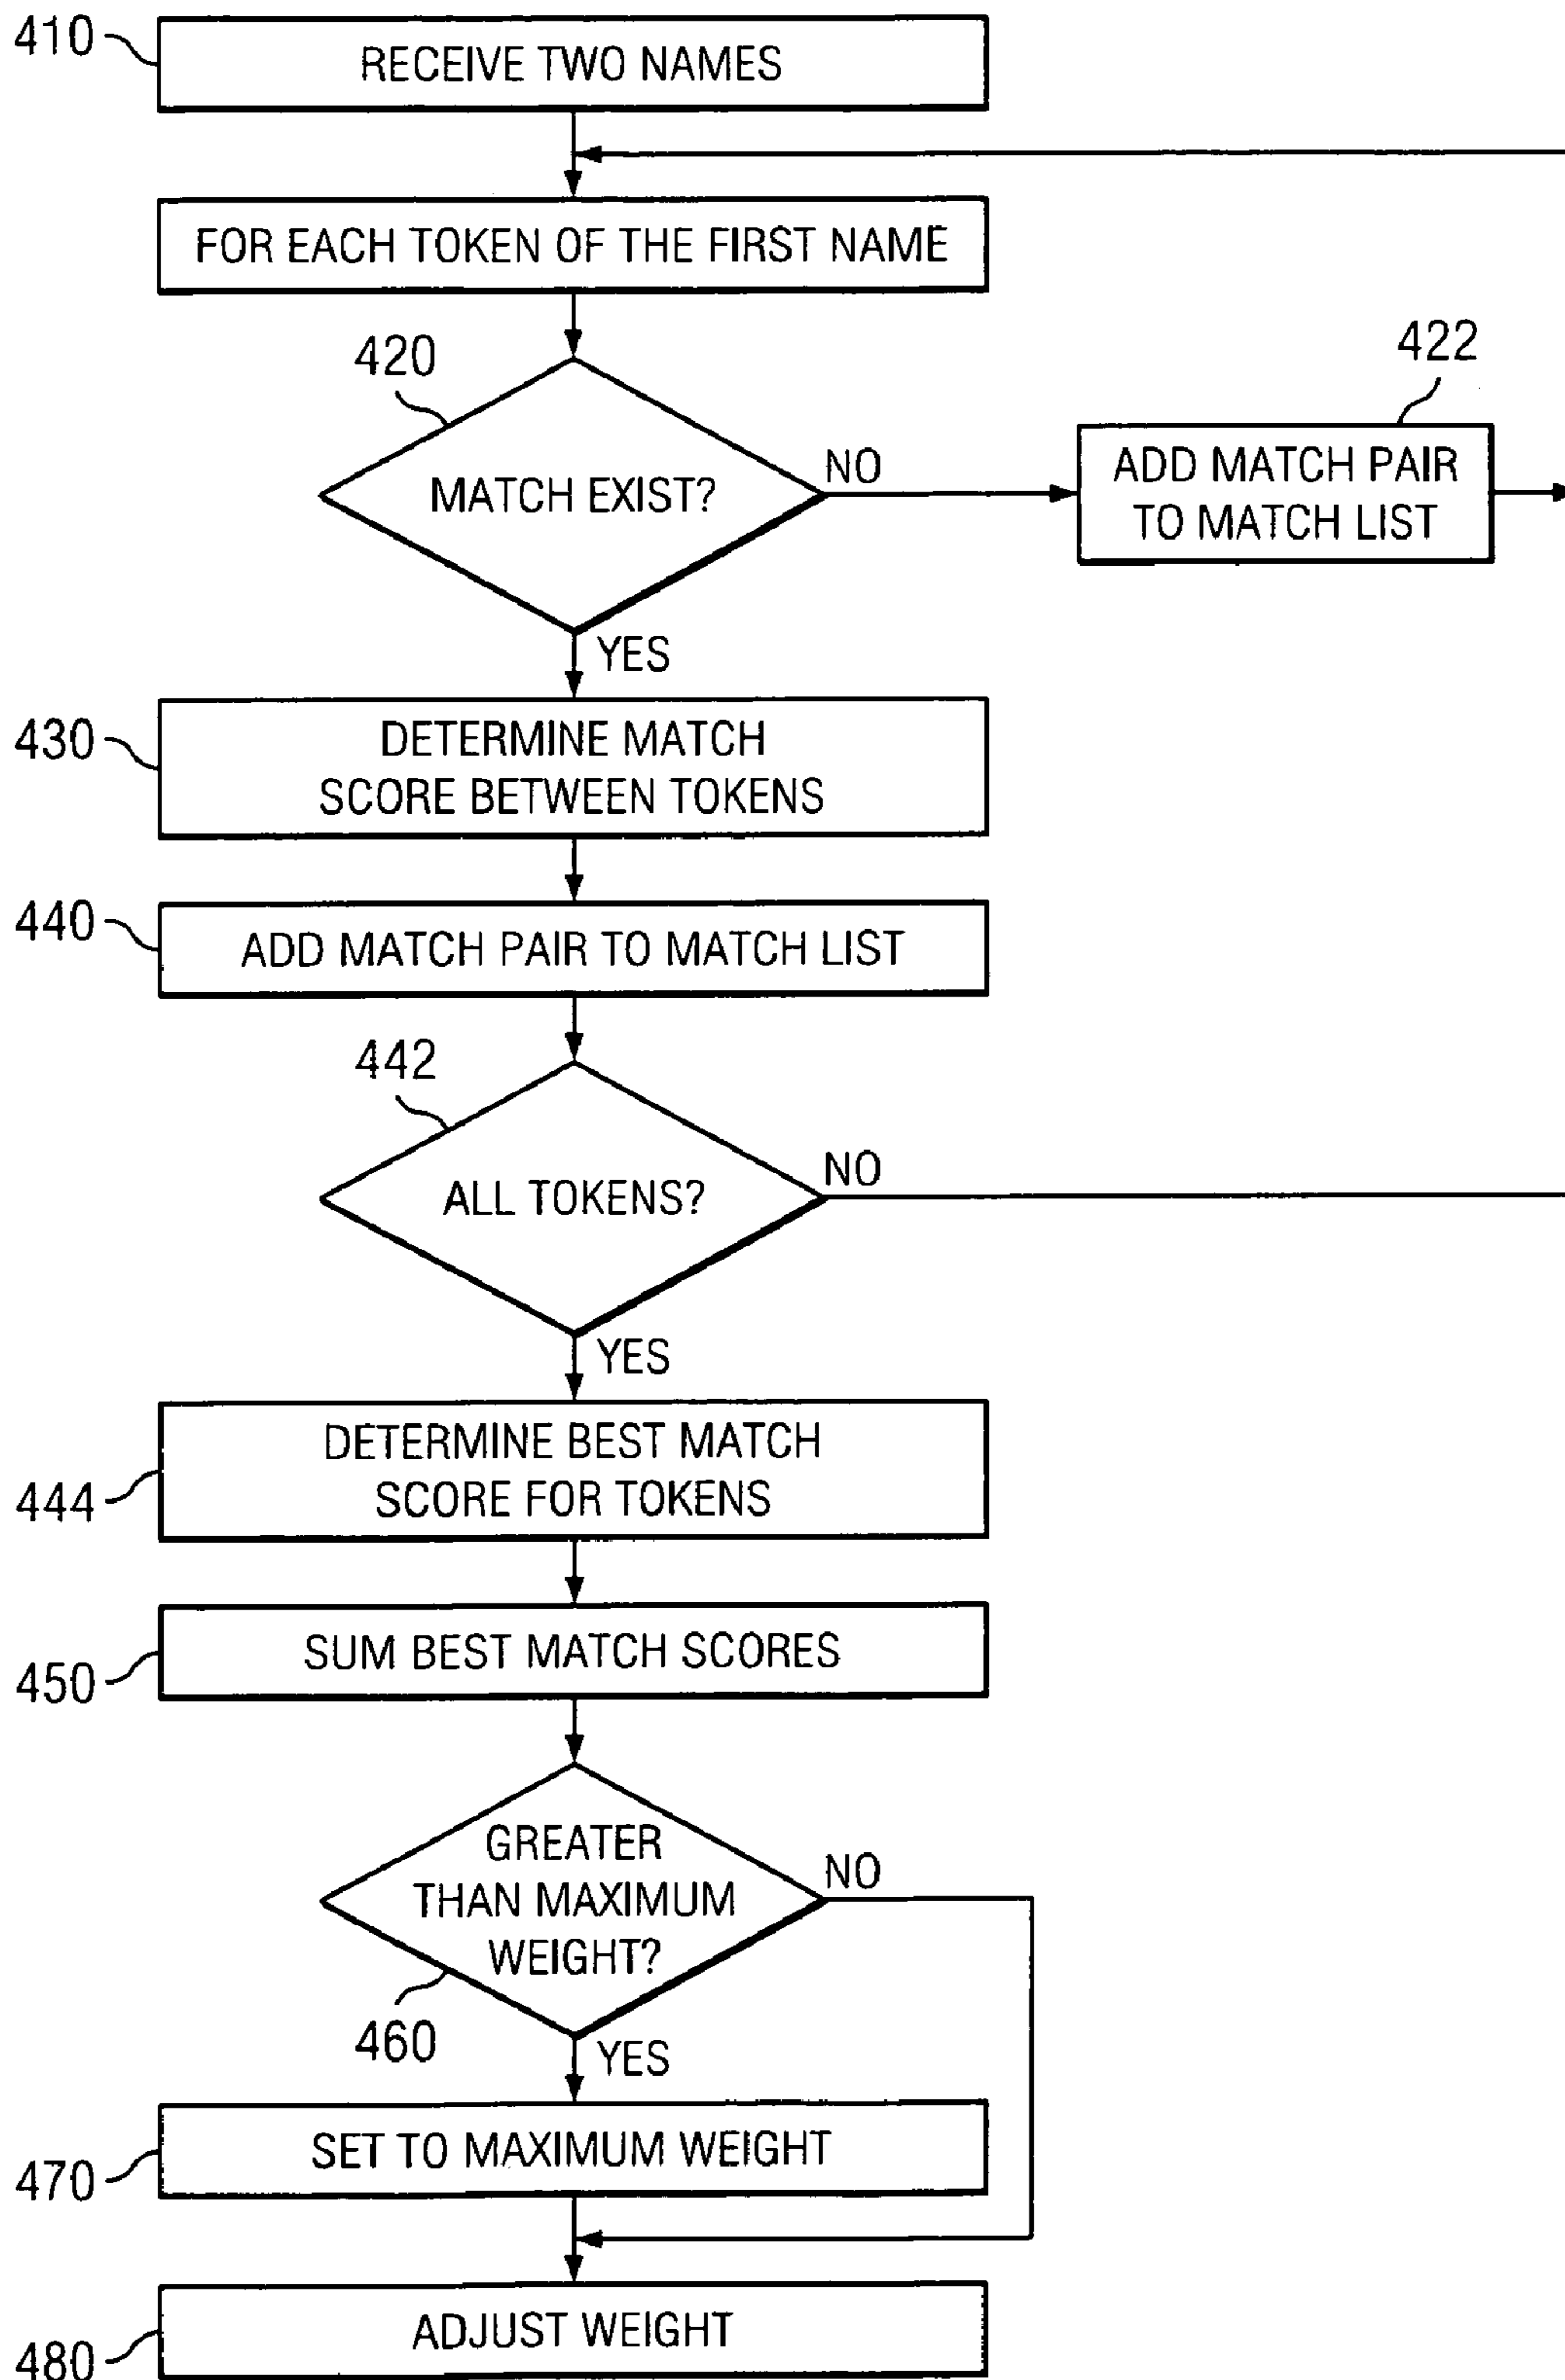 410
RECEIVE TWO NAMES
FOR EACH TOKEN OF THE FIRST NAME
420
MATCH EXIST?
NO
422
ADD MATCH PAIR
TO MATCH LIST
YES
430
DETERMINE MATCH
SCORE BETWEEN TOKENS
440
ADD MATCH PAIR TO MATCH LIST
442
ALL TOKENS?
NO
YES
DETERMINE BEST MATCH
SCORE FOR TOKENS
444
SUM BEST MATCH SCORES
450
GREATER
THAN MAXIMUM
WEIGHT?
NO
460
YES
SET TO MAXIMUM WEIGHT
470
ADJUST WEIGHT
480